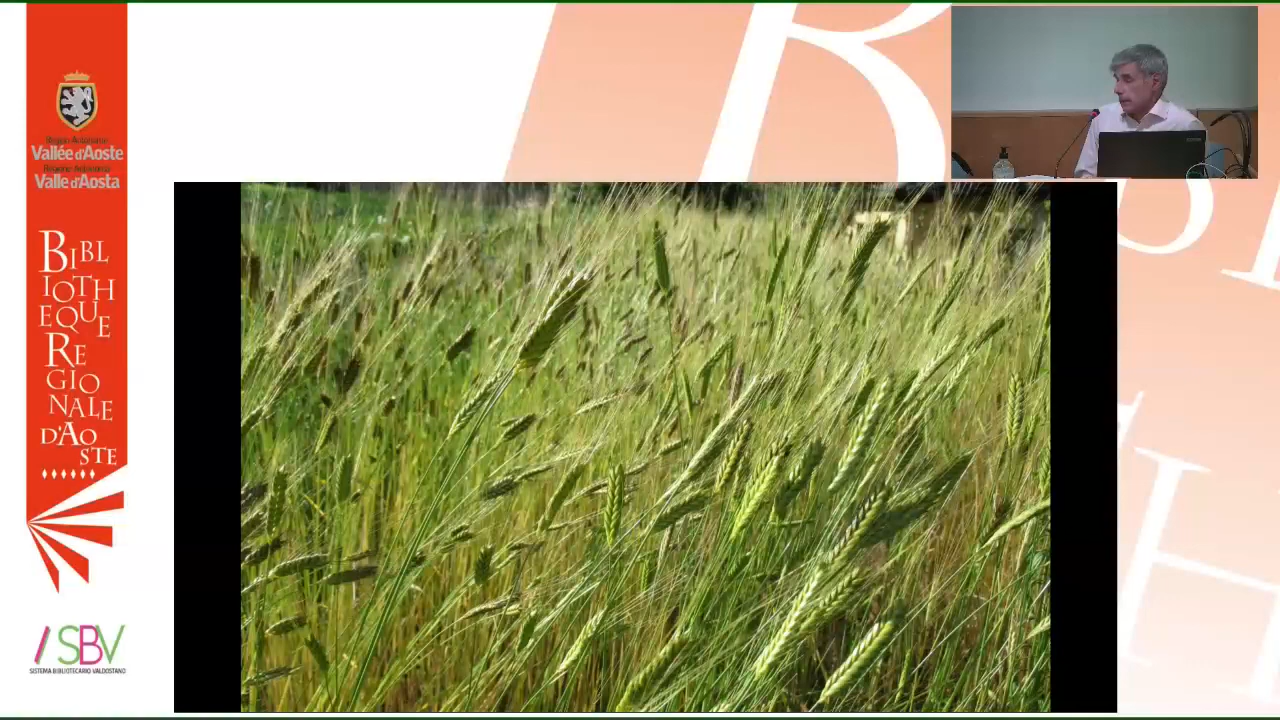 Région Autonome
Vallée d'Aoste
Regione Autonoma
Valle d'Aosta
BIBL
IOTH
EQUE
RE
GIO
NALE
D'AO
STE
/SBV
SISTEMA BIBLIOTECARIO VALDOSTANO